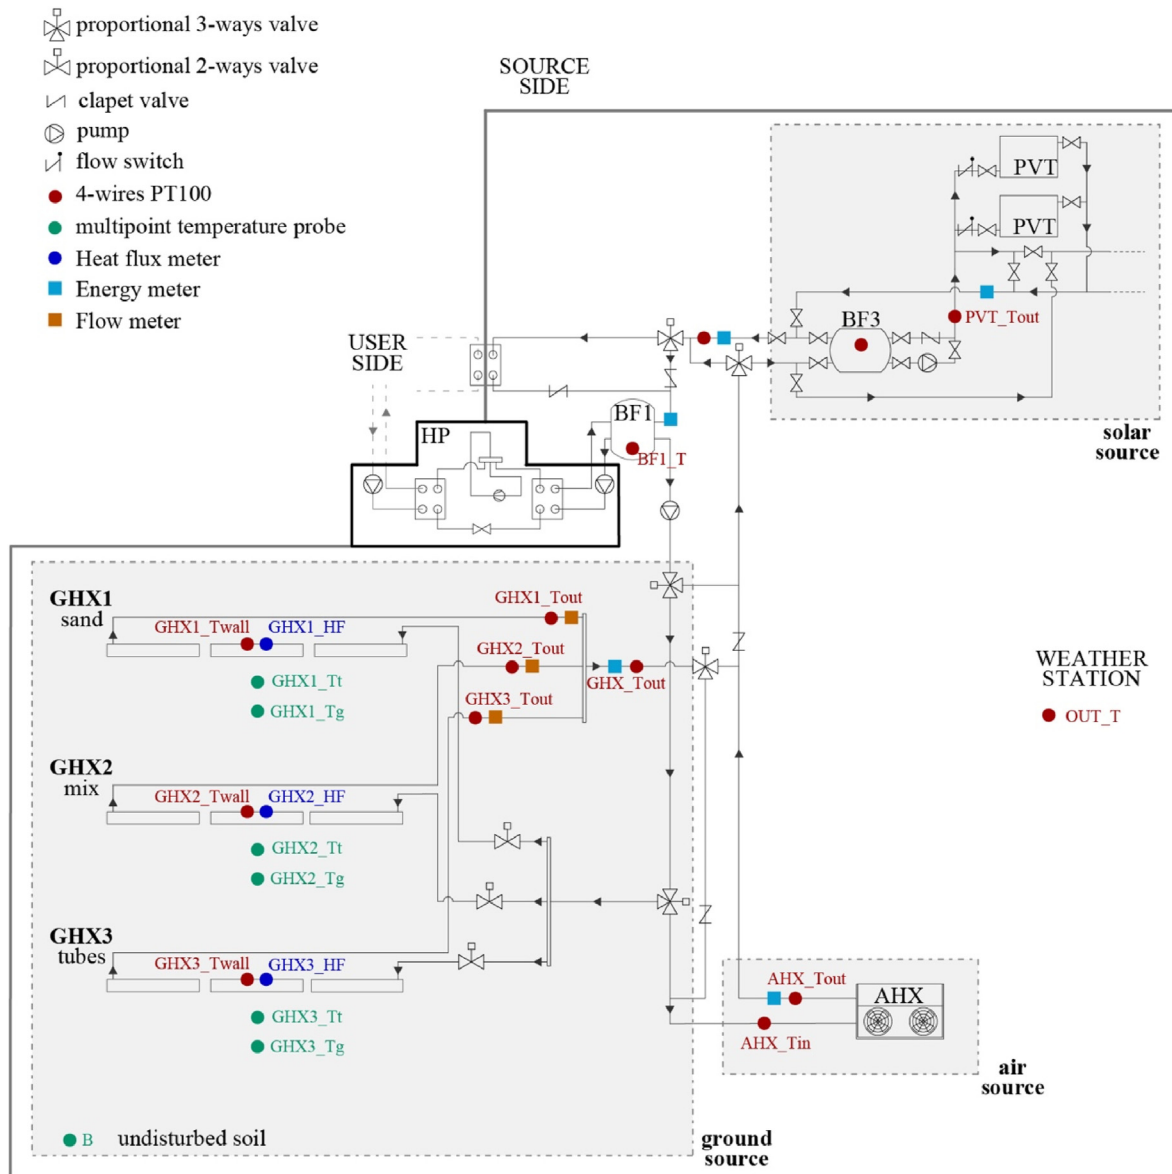 proportional 3-ways valve
proportional 2-ways valve
clapet valve
pump
flow switch
4-wires PT100
multipoint temperature probe
Heat flux meter
Energy meter
Flow meter
SOURCE
SIDE
PVT
PVT
PVT_Tout
BF3
solar
source
USER
SIDE
HP
BF1
BF1_T
GHX1
sand
GHX1_Twall
GHX1_HF
GHX1_Tt
GHX1_Tg
GHX1_Tout
GHX2_Tout
GHX3_Tout
GHX_Tout
WEATHER
STATION
OUT_T
GHX2
mix
GHX2_Twall
GHX2_HF
GHX2_Tt
GHX2_Tg
GHX3
tubes
GHX3_Twall
GHX3_HF
GHX3_Tt
GHX3_Tg
AHX_Tout
AHX
AHX_Tin
air
source
B
undisturbed soil
ground
source